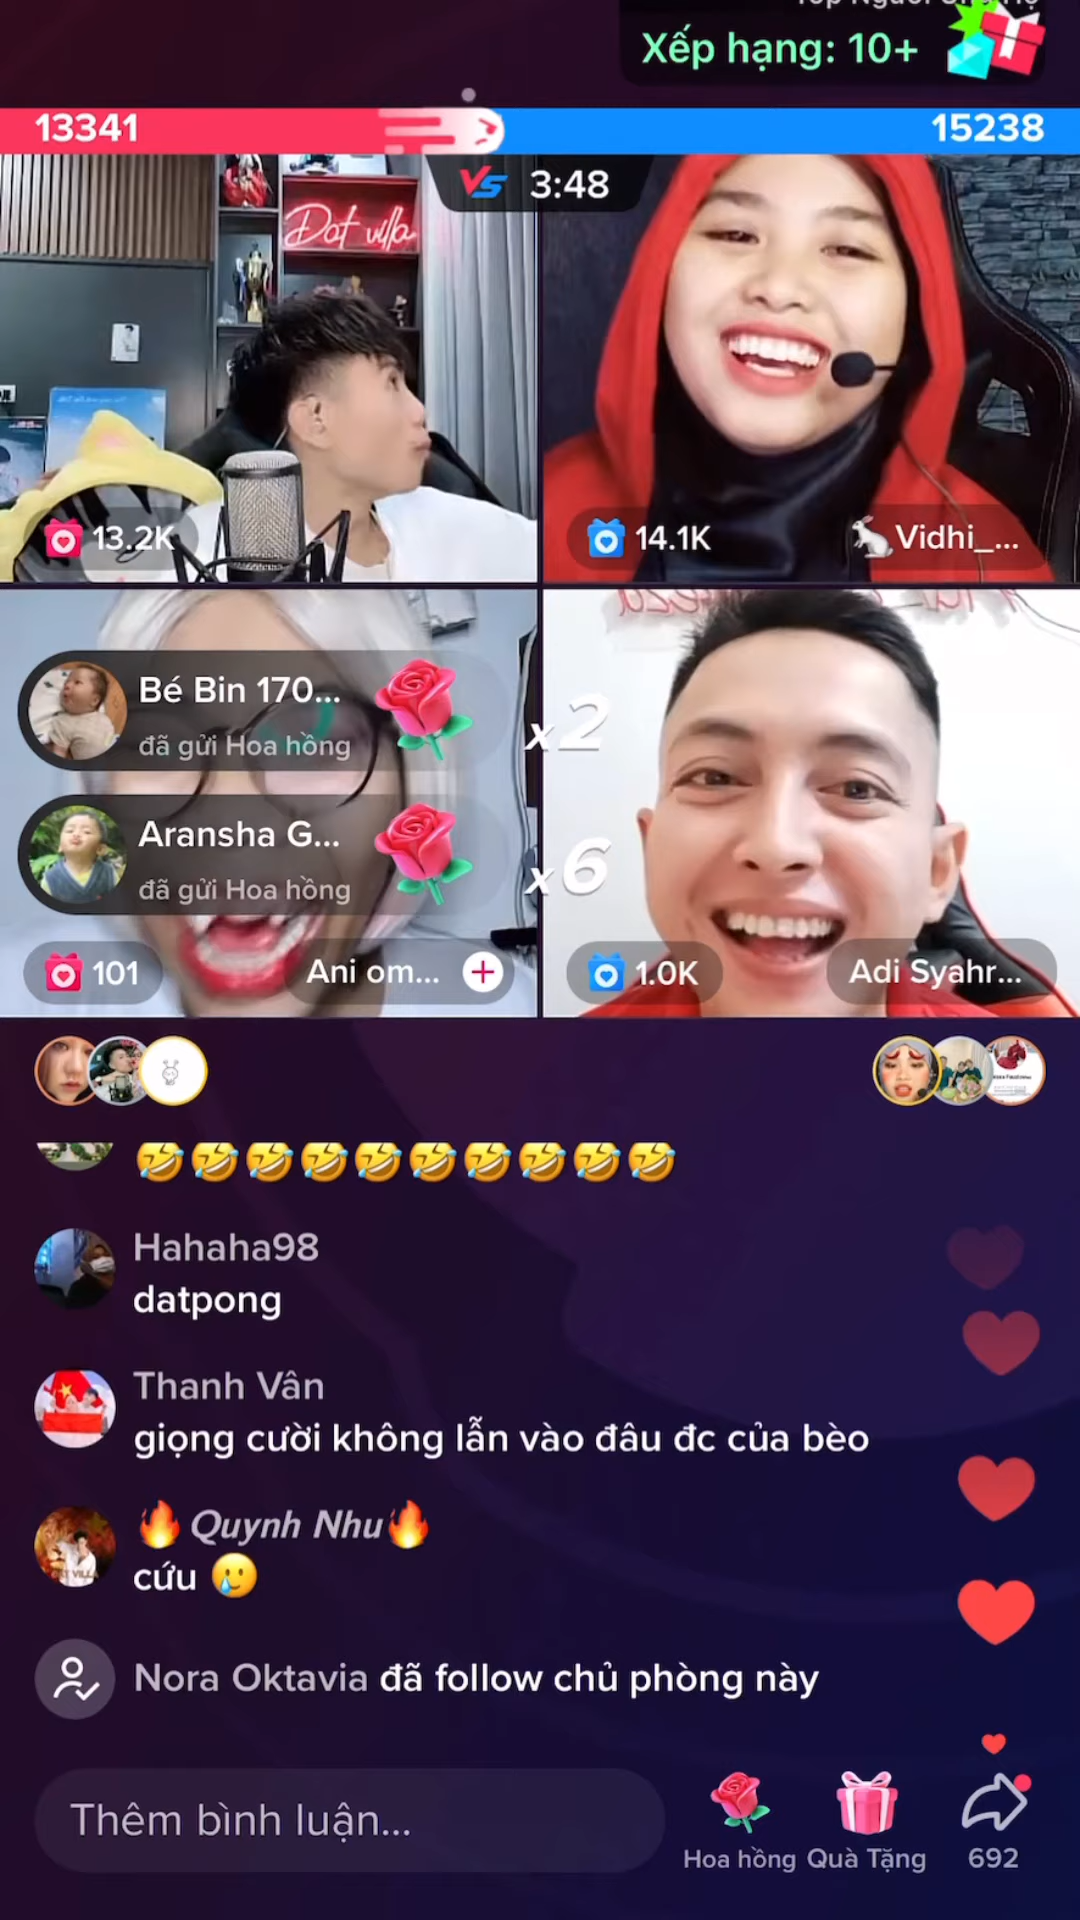 Xếp hạng: 10+
13341
15238
VS 3:48
Dat villa
13.2K
14.1K
Vidhi_...
Bé Bin 170...
đã gửi Hoa hồng
x2
Aransha G...
đã gửi Hoa hồng
x6
101
Ani om...
1.0K
Adi Syahr...
🤣🤣🤣🤣🤣🤣🤣🤣🤣🤣
Hahaha98
datpong
Thanh Vân
giọng cười không lẫn vào đâu đc của bèo
🔥Quynh Nhu🔥
cứu 🥲
Nora Oktavia đã follow chủ phòng này
Thêm bình luận...
Hoa hồng
Quà Tặng
692